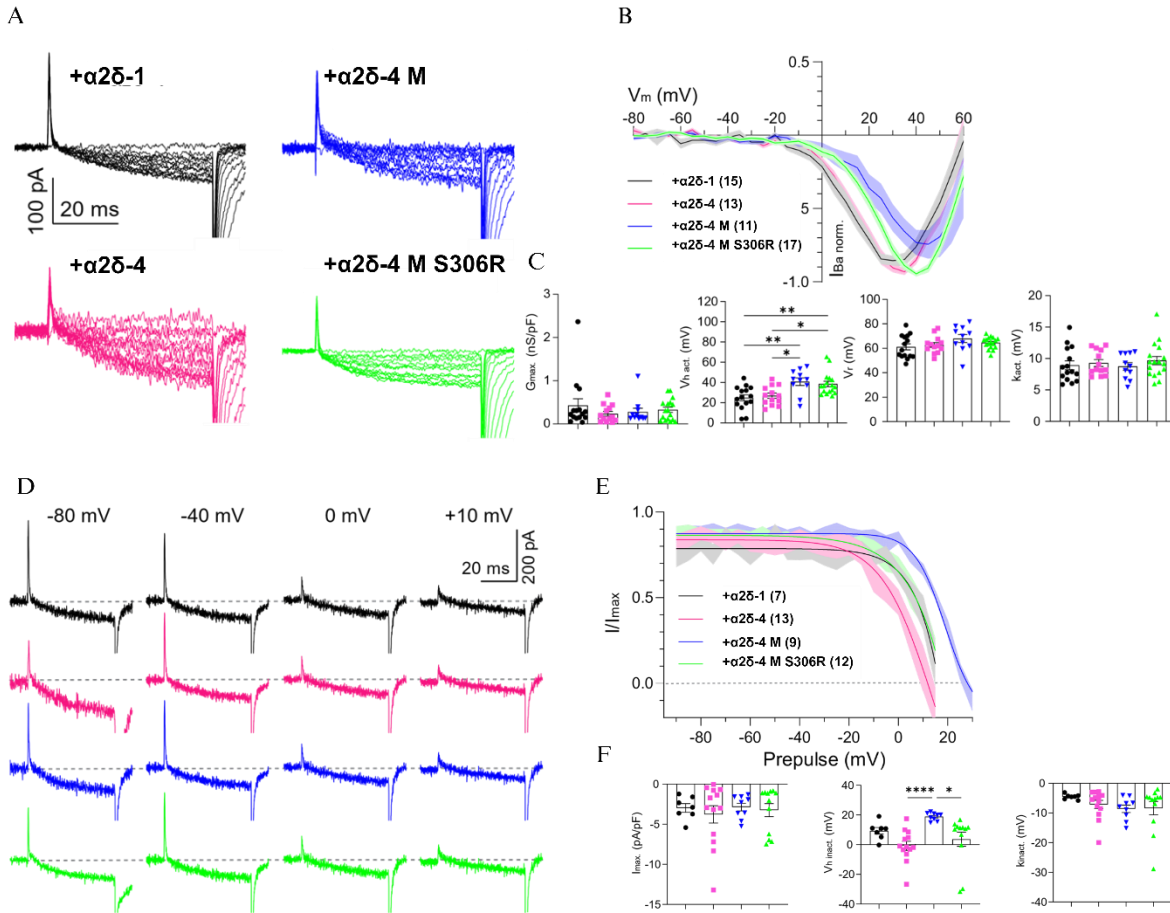 A
+α2δ-1
+α2δ-4 M
100 pA
20 ms
+α2δ-4
+α2δ-4 M S306R
B
Vm (mV)
0.5
-80 -60 -40 -20 20 40 60
5
-1.0
IBa norm.
+α2δ-1 (15)
+α2δ-4 (13)
+α2δ-4 M (11)
+α2δ-4 M S306R (17)
C
Gmax (nS/pF)
3
2
1
0
Vh act. (mV)
120
100
80
60
40
20
0
**
*
**
*
Vr (mV)
100
80
60
40
20
0
kact. (mV)
20
15
10
5
0
D
-80 mV -40 mV 0 mV +10 mV
20 ms
200 pA
E
I/Imax
1.0
0.5
0.0
+α2δ-1 (7)
+α2δ-4 (13)
+α2δ-4 M (9)
+α2δ-4 M S306R (12)
-80 -60 -40 -20 0 20
Prepulse (mV)
F
Imax. (pA/pF)
0
-5
-10
-15
Vh inact. (mV)
40
20
0
-20
-40
**** *
kinact. (mV)
0
-10
-20
-30
-40